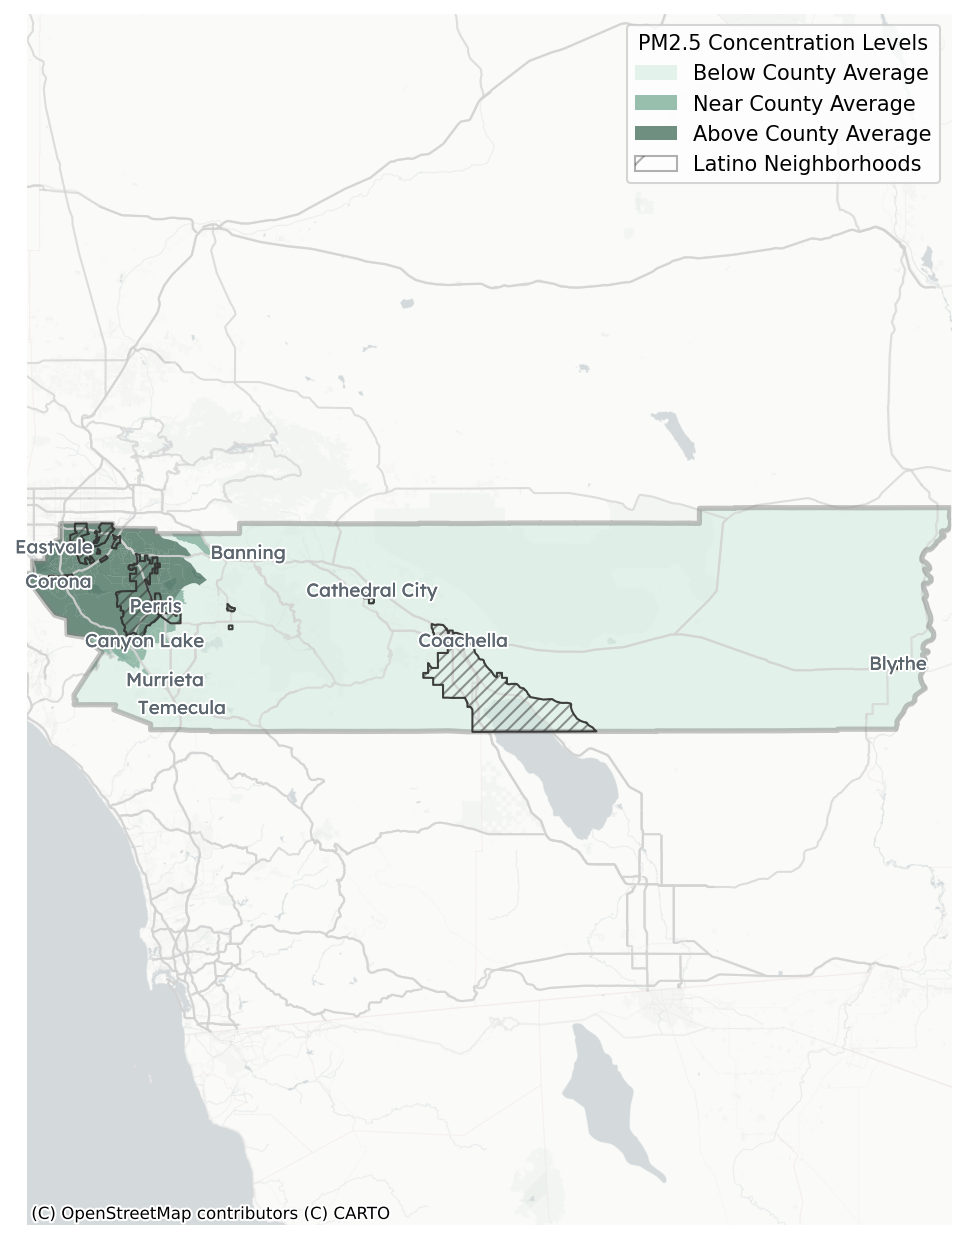 PM2.5 Concentration Levels
Below County Average
Near County Average
Above County Average
Latino Neighborhoods
Eastvale
Banning
Corona
Cathedral City
Perris
Canyon Lake
Coachella
Blythe
Murrieta
Temecula
(C) OpenStreetMap contributors (C) CARTO